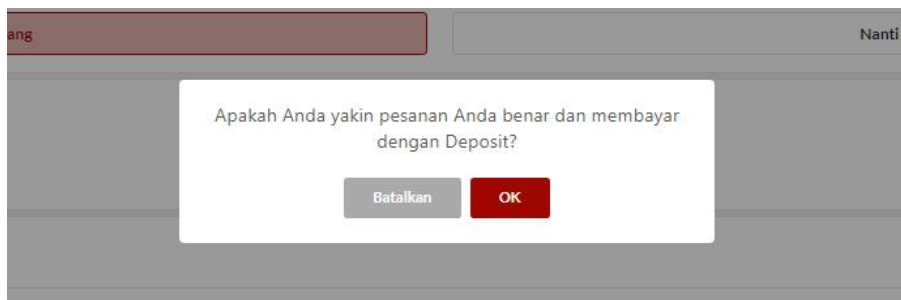 ang
Nanti
Apakah Anda yakin pesanan Anda benar dan membayar
dengan Deposit?
Batalkan
OK